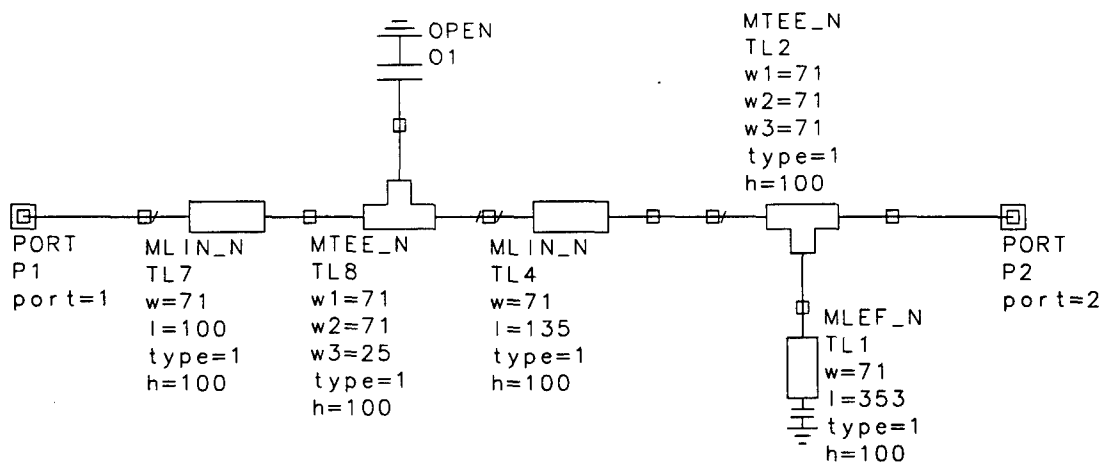 OPEN
O1
MTEE_N
TL2
w1=71
w2=71
w3=71
type=1
h=100
PORT
P1
port=1
MLIN_N
TL7
w=71
l=100
type=1
h=100
MTEE_N
TL8
w1=71
w2=71
w3=25
type=1
h=100
MLIN_N
TL4
w=71
l=135
type=1
h=100
MLEF_N
TL1
w=71
l=353
type=1
h=100
PORT
P2
port=2